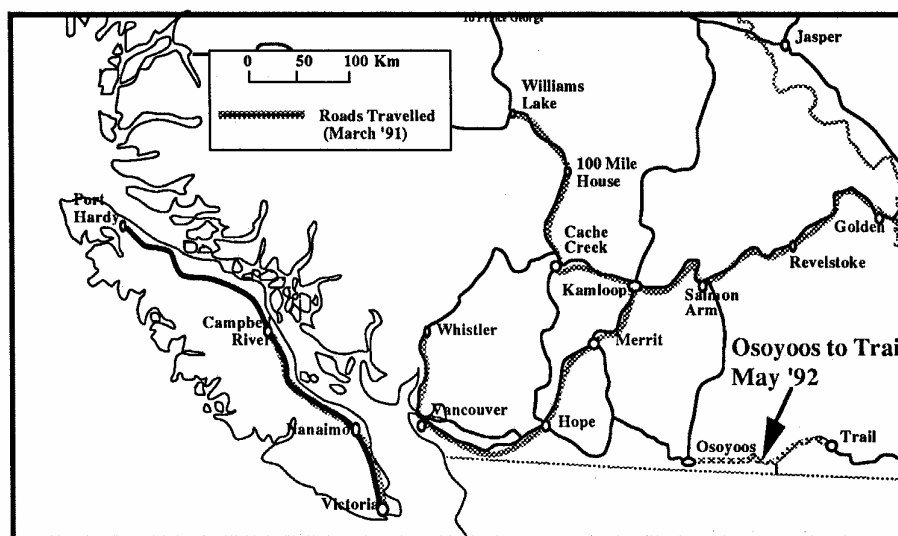 To Prince George
Jasper
0 50 100 Km
Roads Travelled
(March '91)
Williams
Lake
100 Mile
House
Port
Hardy
Cache
Creek
Golden
Revelstoke
Kamloop
Salmon
Arm
Campbel
River
Whistler
Merrit
Osoyoos to Trai
May '92
Vancouver
Hope
Nanaimo
Osoyoos
Trail
Victoria